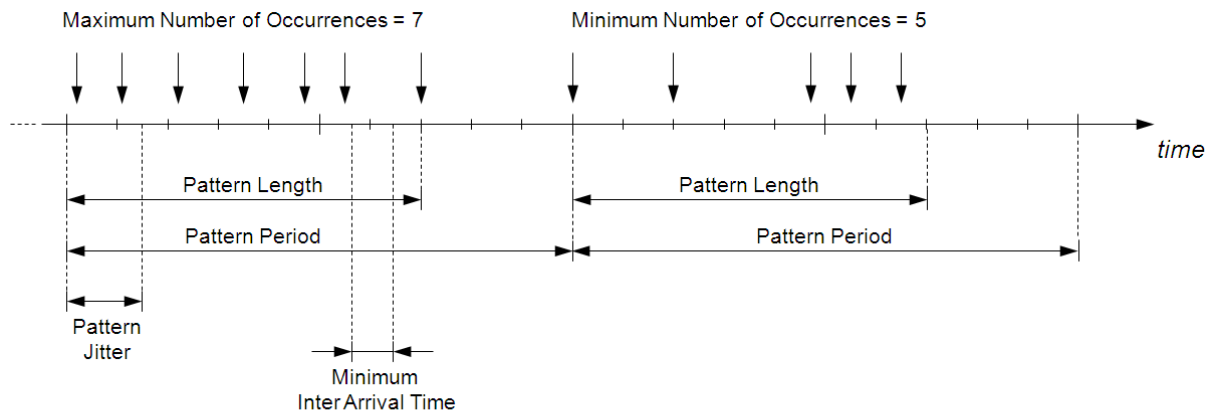 Maximum Number of Occurrences = 7
Minimum Number of Occurrences = 5
time
Pattern Length
Pattern Length
Pattern Period
Pattern Period
Pattern
Jitter
Minimum
Inter Arrival Time